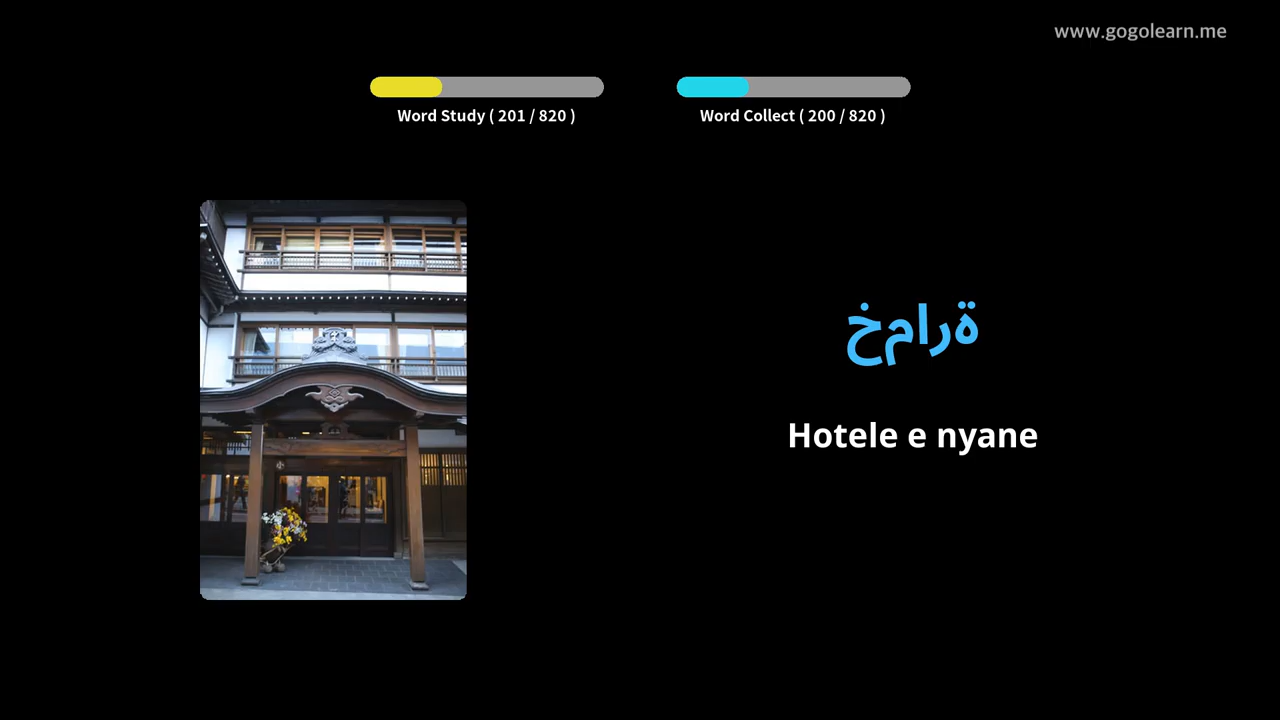 www.gogolearn.me
Word Study ( 201 / 820 )
Word Collect ( 200 / 820 )
خمارة
Hotele e nyane